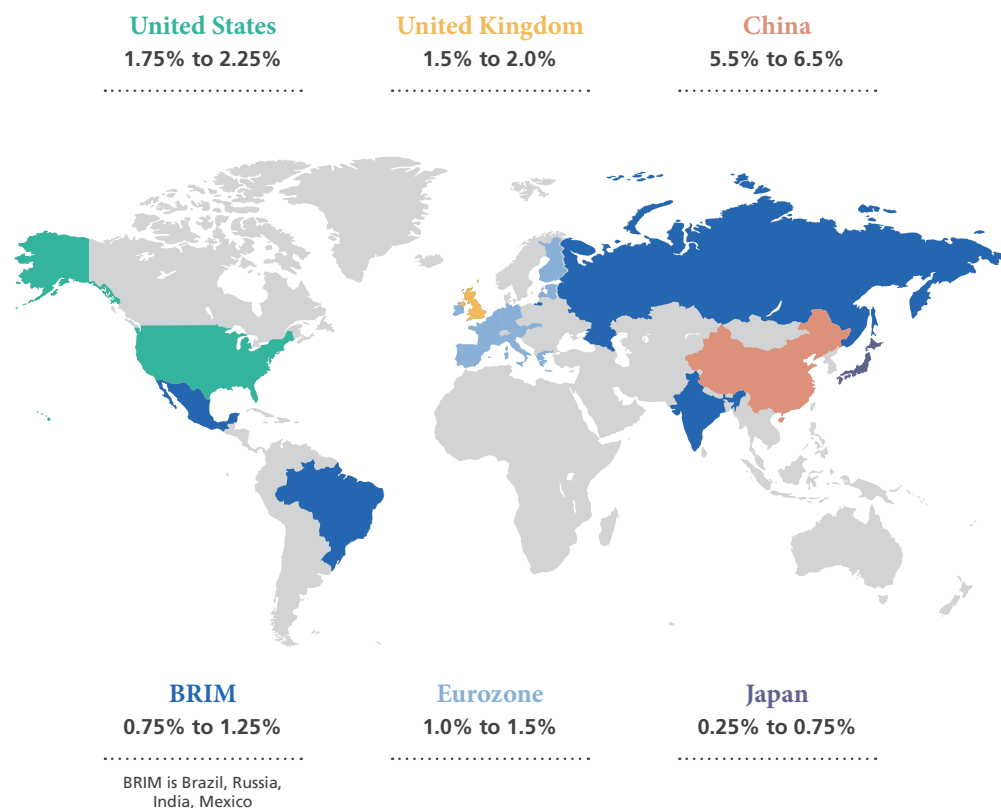 United States
1.75% to 2.25%
United Kingdom
1.5% to 2.0%
China
5.5% to 6.5%
BRIM
0.75% to 1.25%
BRIM is Brazil, Russia,
India, Mexico
Eurozone
1.0% to 1.5%
Japan
0.25% to 0.75%